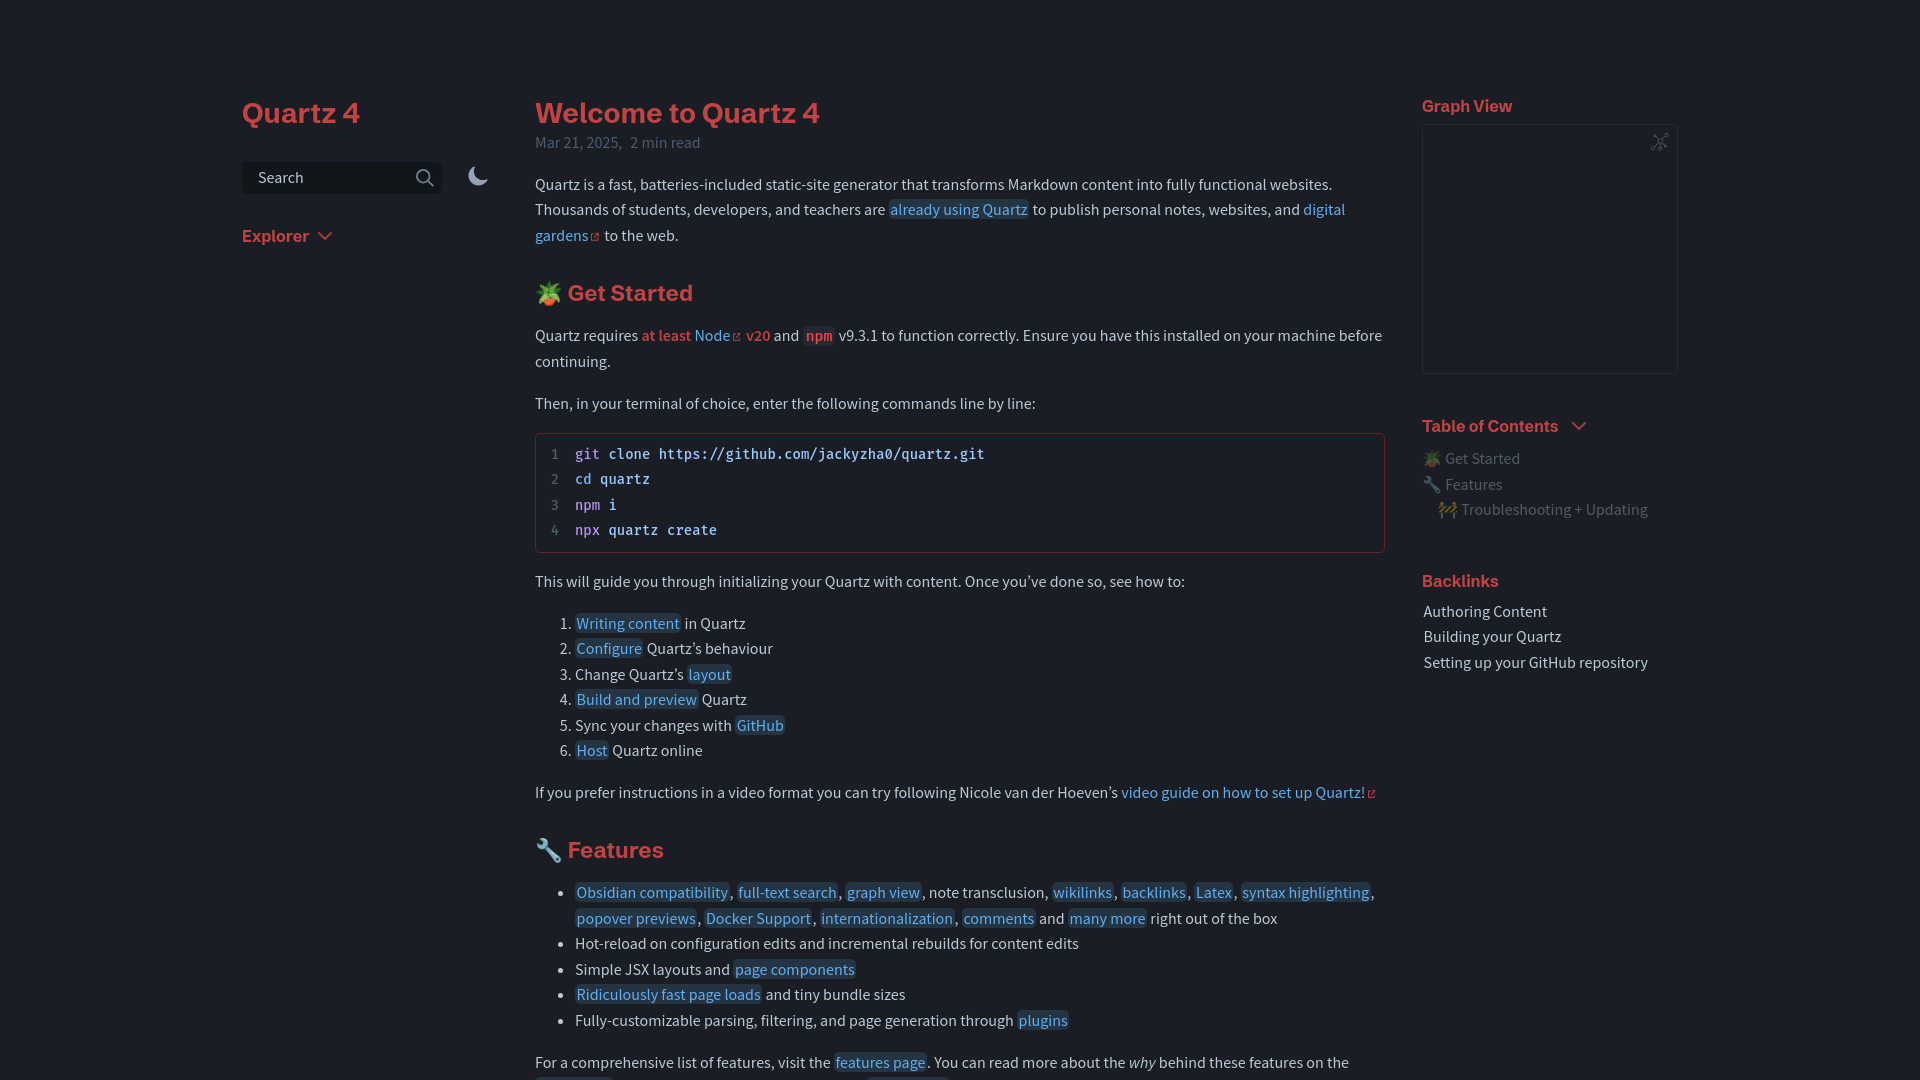 Quartz 4
Search
Explorer
Welcome to Quartz 4
Mar 21, 2025, 2 min read
Quartz is a fast, batteries-included static-site generator that transforms Markdown content into fully functional websites.
Thousands of students, developers, and teachers are already using Quartz to publish personal notes, websites, and digital
gardens to the web.
🪴 Get Started
Quartz requires at least Node v20 and npm v9.3.1 to function correctly. Ensure you have this installed on your machine before
continuing.
Then, in your terminal of choice, enter the following commands line by line:
1 git clone https://github.com/jackyzha0/quartz.git
2 cd quartz
3 npm i
4 npx quartz create
This will guide you through initializing your Quartz with content. Once you’ve done so, see how to:
1. Writing content in Quartz
2. Configure Quartz’s behaviour
3. Change Quartz’s layout
4. Build and preview Quartz
5. Sync your changes with GitHub
6. Host Quartz online
If you prefer instructions in a video format you can try following Nicole van der Hoeven’s video guide on how to set up Quartz!
🔧 Features
• Obsidian compatibility, full-text search, graph view, note transclusion, wikilinks, backlinks, Latex, syntax highlighting,
popover previews, Docker Support, internationalization, comments and many more right out of the box
• Hot-reload on configuration edits and incremental rebuilds for content edits
• Simple JSX layouts and page components
• Ridiculously fast page loads and tiny bundle sizes
• Fully-customizable parsing, filtering, and page generation through plugins
For a comprehensive list of features, visit the features page. You can read more about the why behind these features on the
Graph View
Table of Contents
🪴 Get Started
🔧 Features
🚧 Troubleshooting + Updating
Backlinks
Authoring Content
Building your Quartz
Setting up your GitHub repository